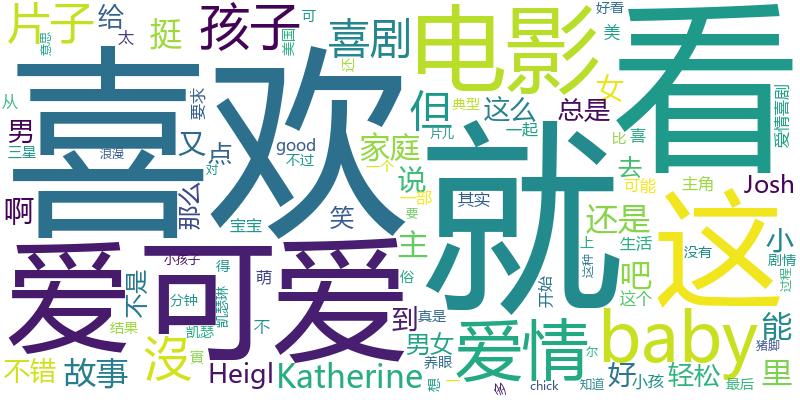 片子 给 孩子 喜剧 电影 看 好看
太 挺 美国 可 美
意思 还 女
从 要求 但 典型 这么 总是 爱情喜剧
男 又 点 good 家庭 片儿 一起 比 喜
三星 浪漫 不过 一个 说 去
喜欢 对 就 可能 主角 Josh
啊 那么 笑 一部 其实 还是 这
宝宝 要 主 上 生活 没有 小
小孩子 吧 剧情
爱 可爱 不是 得 萌 俗 开始 这种 这个 过程
分钟 凯瑟琳 到 能
结果 凯瑟 不 真是 男女 爱情 baby 猪脚
不错 故事 沒 Heigl Katherine 养眼 尔 好 小孩 轻松 里
冒 想 一 多 chick 知道 最后